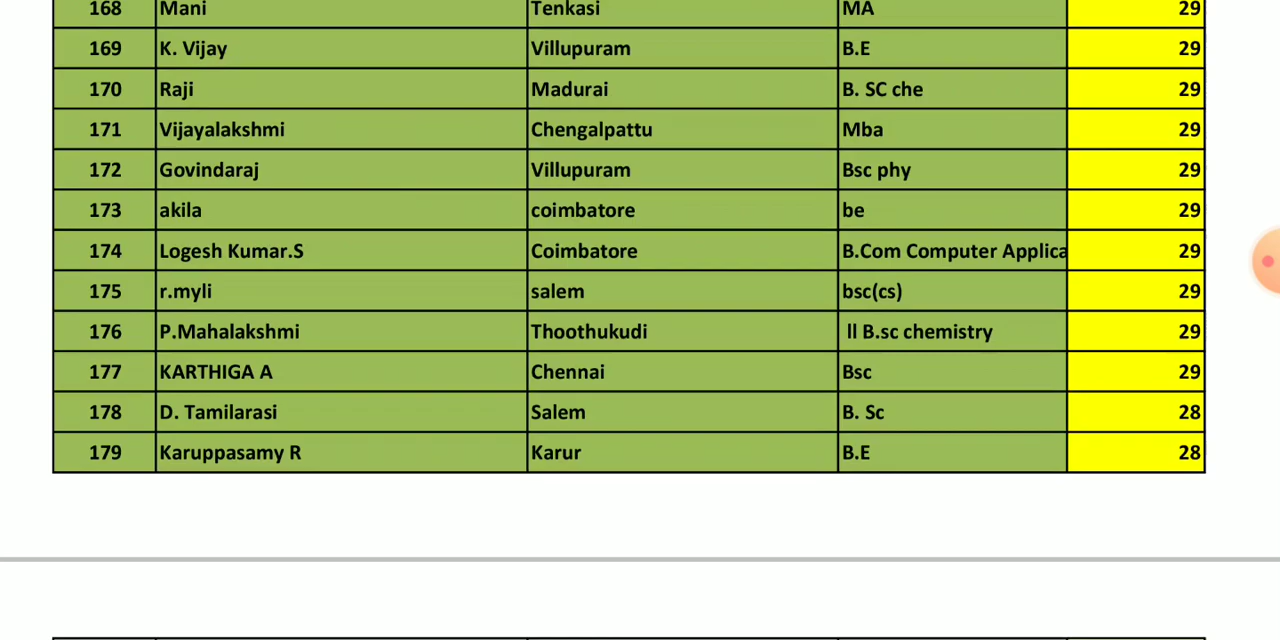 168 Mani Tenkasi MA 29
169 K. Vijay Villupuram B.E 29
170 Raji Madurai B. SC che 29
171 Vijayalakshmi Chengalpattu Mba 29
172 Govindaraj Villupuram Bsc phy 29
173 akila coimbatore be 29
174 Logesh Kumar.S Coimbatore B.Com Computer Applica 29
175 r.myli salem bsc(cs) 29
176 P.Mahalakshmi Thoothukudi ll B.sc chemistry 29
177 KARTHIGA A Chennai Bsc 29
178 D. Tamilarasi Salem B. Sc 28
179 Karuppasamy R Karur B.E 28